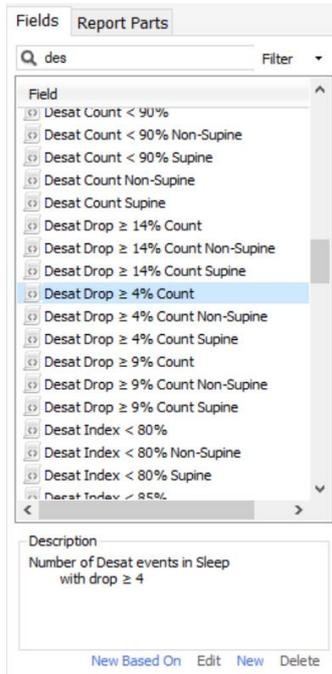 Fields Report Parts
des Filter
Field
Desat Count < 90%
Desat Count < 90% Non-Supine
Desat Count < 90% Supine
Desat Count Non-Supine
Desat Count Supine
Desat Drop ≥ 14% Count
Desat Drop ≥ 14% Count Non-Supine
Desat Drop ≥ 14% Count Supine
Desat Drop ≥ 4% Count
Desat Drop ≥ 4% Count Non-Supine
Desat Drop ≥ 4% Count Supine
Desat Drop ≥ 9% Count
Desat Drop ≥ 9% Count Non-Supine
Desat Drop ≥ 9% Count Supine
Desat Index < 80%
Desat Index < 80% Non-Supine
Desat Index < 80% Supine
Desat Index < 85%
Description
Number of Desat events in Sleep
with drop ≥ 4
New Based On Edit New Delete